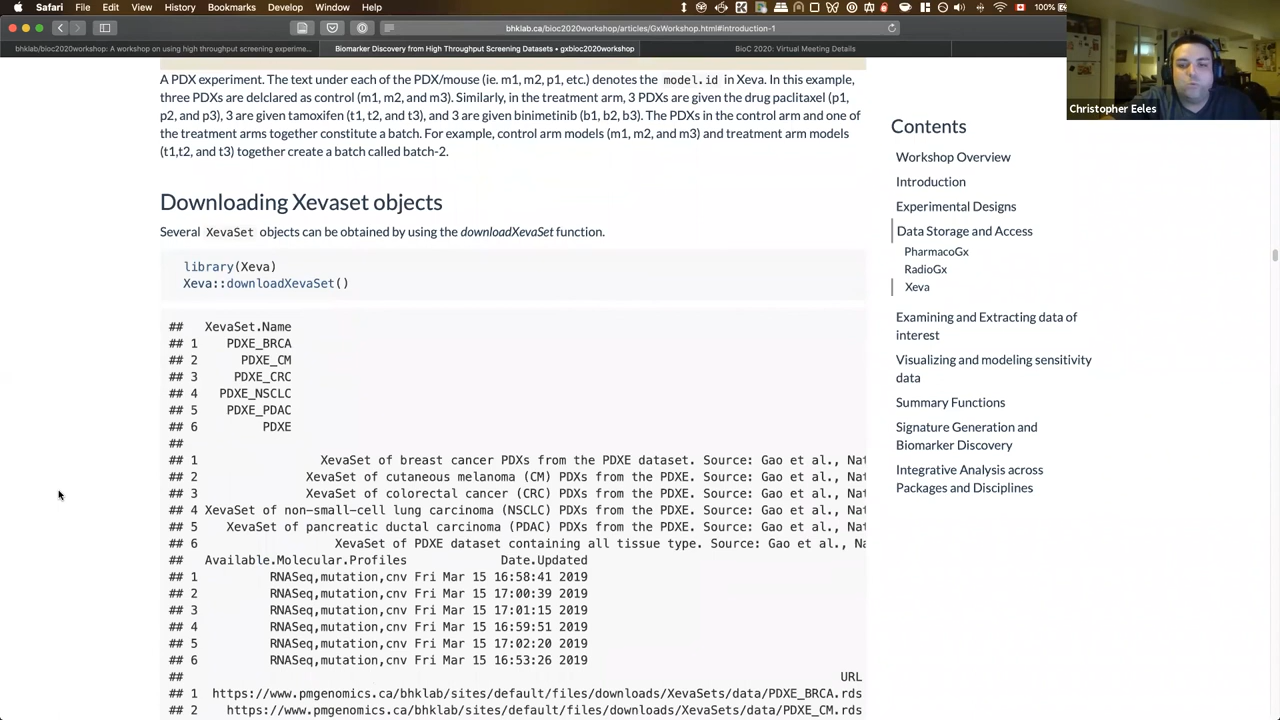 Safari File Edit View History Bookmarks Develop Window Help
100%
bhklab.ca/bioc2020workshop/articles/GxWorkshop.html#introduction-1
bhklab/bioc2020workshop: A workshop on using high throughput screening experime...
Biomarker Discovery from High Throughput Screening Datasets • gxbioc2020workshop
BioC 2020: Virtual Meeting Details
Christopher Eeles
A PDX experiment. The text under each of the PDX/mouse (ie. m1, m2, p1, etc.) denotes the model.id in Xeva. In this example,
three PDXs are delclared as control (m1, m2, and m3). Similarly, in the treatment arm, 3 PDXs are given the drug paclitaxel (p1,
p2, and p3), 3 are given tamoxifen (t1, t2, and t3), and 3 are given binimetinib (b1, b2, b3). The PDXs in the control arm and one of
the treatment arms together constitute a batch. For example, control arm models (m1, m2, and m3) and treatment arm models
(t1,t2, and t3) together create a batch called batch-2.
Downloading Xevaset objects
Several XevaSet objects can be obtained by using the downloadXevaSet function.
library(Xeva)
Xeva::downloadXevaSet()
## XevaSet.Name
## 1 PDXE_BRCA
## 2 PDXE_CM
## 3 PDXE_CRC
## 4 PDXE_NSCLC
## 5 PDXE_PDAC
## 6 PDXE
##
## 1 XevaSet of breast cancer PDXs from the PDXE dataset. Source: Gao et al., Nat
## 2 XevaSet of cutaneous melanoma (CM) PDXs from the PDXE. Source: Gao et al., Nat
## 3 XevaSet of colorectal cancer (CRC) PDXs from the PDXE. Source: Gao et al., Nat
## 4 XevaSet of non-small-cell lung carcinoma (NSCLC) PDXs from the PDXE. Source: Gao et al., Nat
## 5 XevaSet of pancreatic ductal carcinoma (PDAC) PDXs from the PDXE. Source: Gao et al., Nat
## 6 XevaSet of PDXE dataset containing all tissue type. Source: Gao et al., Nat
## Available.Molecular.Profiles Date.Updated
## 1 RNASeq,mutation,cnv Fri Mar 15 16:58:41 2019
## 2 RNASeq,mutation,cnv Fri Mar 15 17:00:39 2019
## 3 RNASeq,mutation,cnv Fri Mar 15 17:01:15 2019
## 4 RNASeq,mutation,cnv Fri Mar 15 16:59:51 2019
## 5 RNASeq,mutation,cnv Fri Mar 15 17:02:20 2019
## 6 RNASeq,mutation,cnv Fri Mar 15 16:53:26 2019
## URL
## 1 https://www.pmgenomics.ca/bhklab/sites/default/files/downloads/XevaSets/data/PDXE_BRCA.rds
## 2 https://www.pmgenomics.ca/bhklab/sites/default/files/downloads/XevaSets/data/PDXE_CM.rds
Contents
Workshop Overview
Introduction
Experimental Designs
Data Storage and Access
PharmacoGx
RadioGx
Xeva
Examining and Extracting data of
interest
Visualizing and modeling sensitivity
data
Summary Functions
Signature Generation and
Biomarker Discovery
Integrative Analysis across
Packages and Disciplines